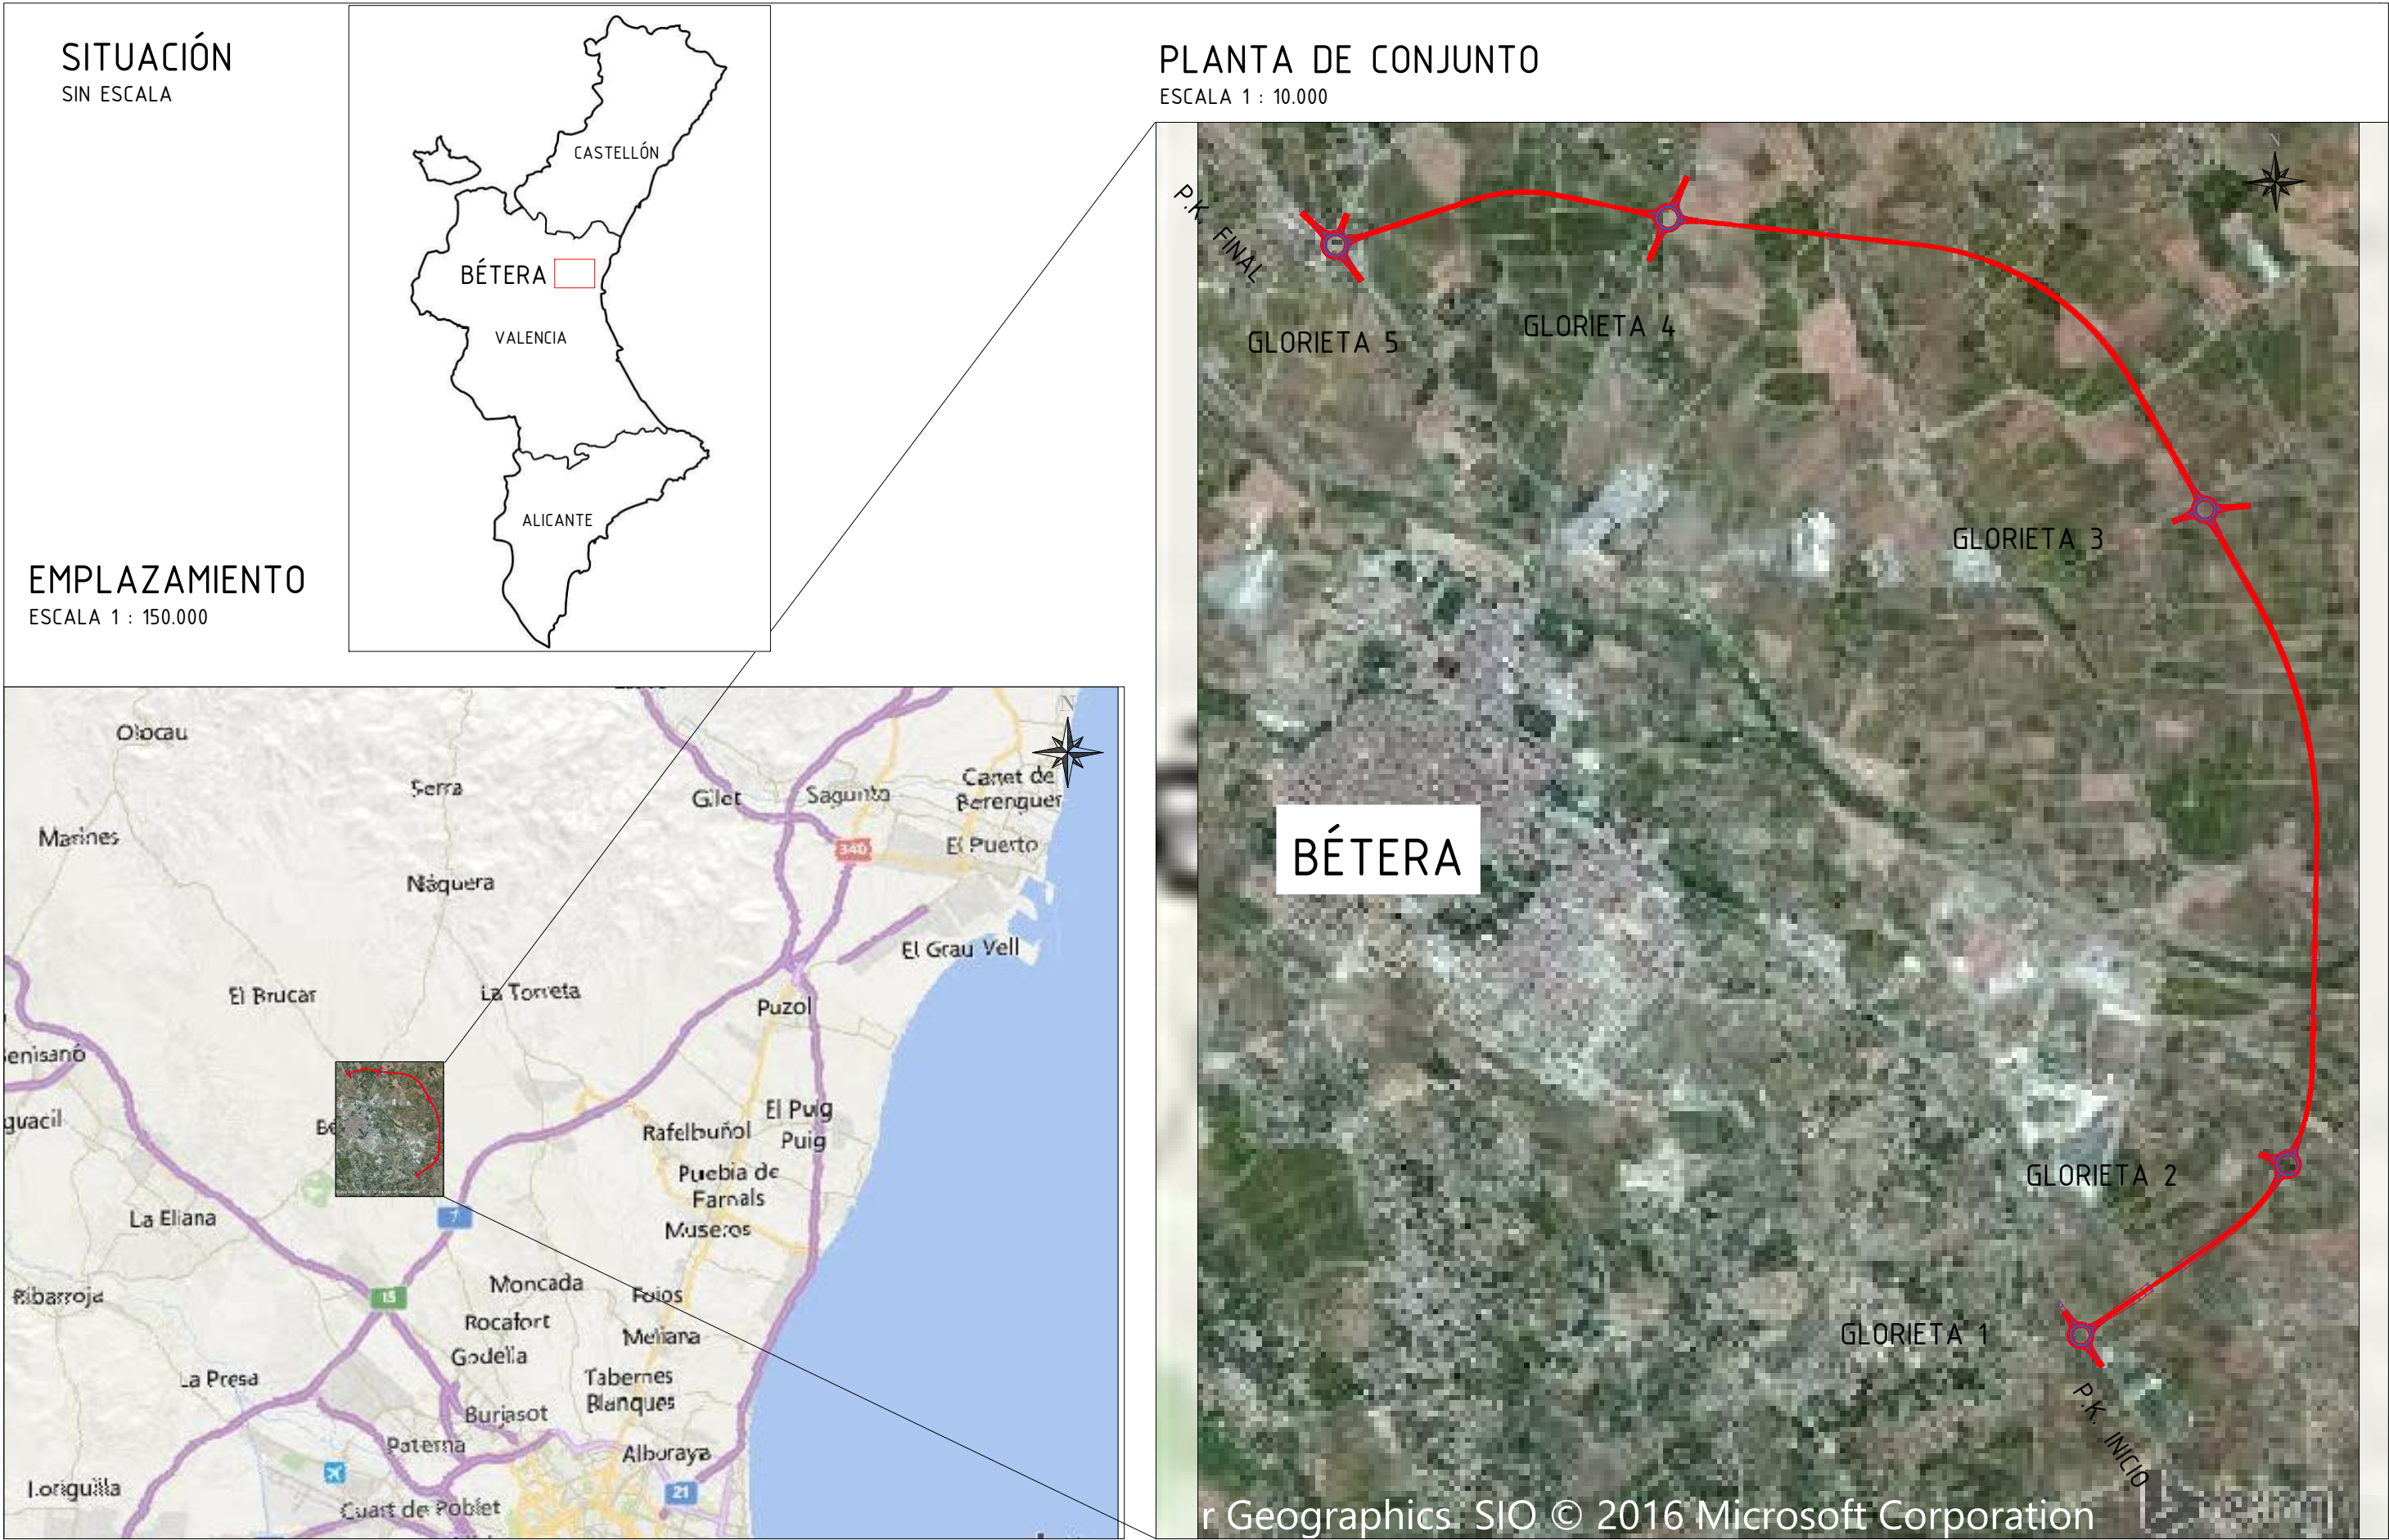 SITUACIÓN
SIN ESCALA
CASTELLÓN
BÉTERA
VALENCIA
ALICANTE
EMPLAZAMIENTO
ESCALA 1 : 150.000
N
Olocau
Serra
Marines
Náquera
Gilet
Sagunto
Canet de
Berenguer
340
El Puerto
El Grau Vell
El Brucar
La Torreta
Puzol
enisanó
guacil
Bé
Rafelbuñol
El Puig
Puig
Puebla de
Farnals
La Eliana
7
Museros
Moncada
Foios
Ribarroja
15
Rocafort
Meliana
Godella
La Presa
Tabernes
Blanques
Burjasot
Paterna
Alboraya
Loriguilla
Cuart de Poblet
21
PLANTA DE CONJUNTO
ESCALA 1 : 10.000
N
P.K. FINAL
GLORIETA 5
GLORIETA 4
GLORIETA 3
BÉTERA
GLORIETA 2
GLORIETA 1
P.K. INICIO
r Geographics SIO © 2016 Microsoft Corporation